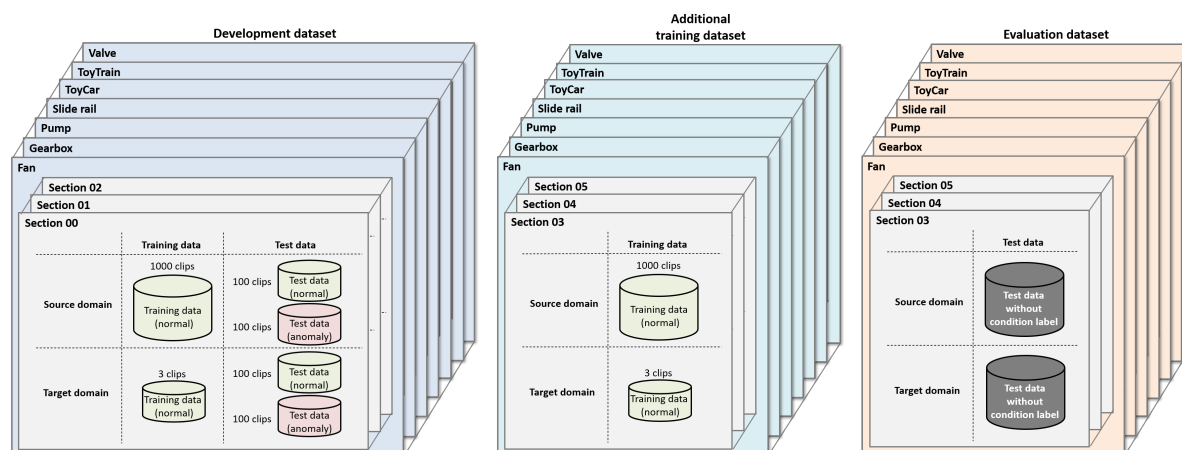 Development dataset
Valve
ToyTrain
ToyCar
Slide rail
Pump
Gearbox
Fan
Section 02
Section 01
Section 00
Training data
Test data
Source domain
1000 clips
Training data
(normal)
100 clips
Test data
(normal)
100 clips
Test data
(anomaly)
Target domain
3 clips
Training data
(normal)
100 clips
Test data
(normal)
100 clips
Test data
(anomaly)
Additional
training dataset
Valve
ToyTrain
ToyCar
Slide rail
Pump
Gearbox
Fan
Section 05
Section 04
Section 03
Training data
Source domain
1000 clips
Training data
(normal)
Target domain
3 clips
Training data
(normal)
Evaluation dataset
Valve
ToyTrain
ToyCar
Slide rail
Pump
Gearbox
Fan
Section 05
Section 04
Section 03
Test data
Source domain
Test data
without
condition label
Target domain
Test data
without
condition label